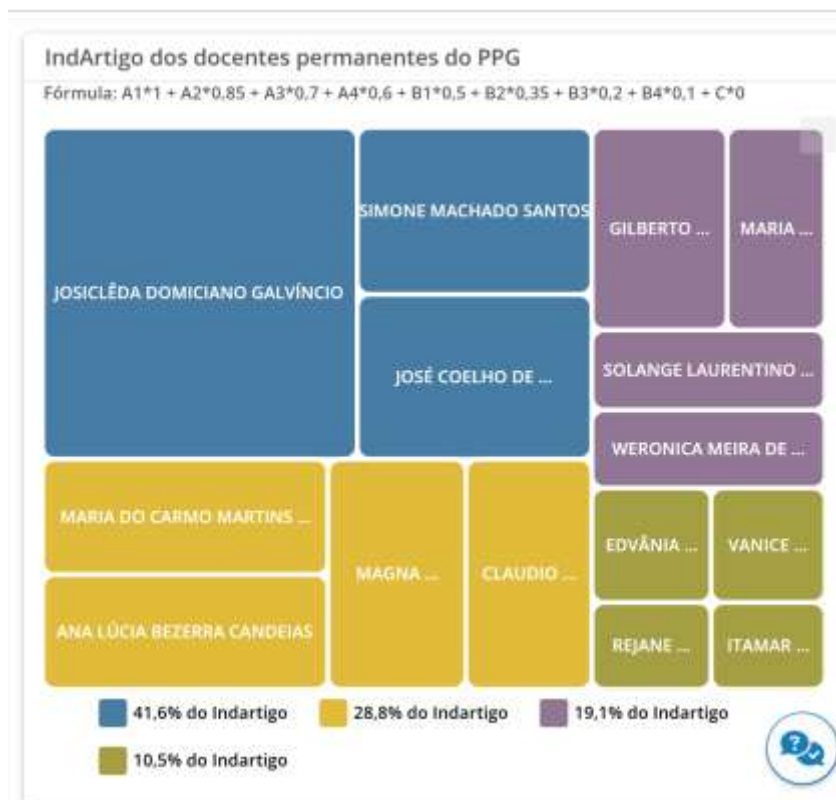 IndArtigo dos docentes permanentes do PPG
Fórmula: A1*1 + A2*0,85 + A3*0,7 + A4*0,6 + B1*0,5 + B2*0,35 + B3*0,2 + B4*0,1 + C*0
JOSICLÊDA DOMICIANO GALVÍNCIO
SIMONE MACHADO SANTOS
JOSÉ COELHO DE ...
GILBERTO ...
MARIA ...
SOLANGE LAURENTINO ...
WERONICA MEIRA DE ...
MARIA DO CARMO MARTINS ...
ANA LÚCIA BEZERRA CANDEIAS
MAGNA ...
CLAUDIO ...
EDVÂNIA ...
VANICE ...
REJANE ...
ITAMAR ...
41,6% do Indartigo
28,8% do Indartigo
19,1% do Indartigo
10,5% do Indartigo